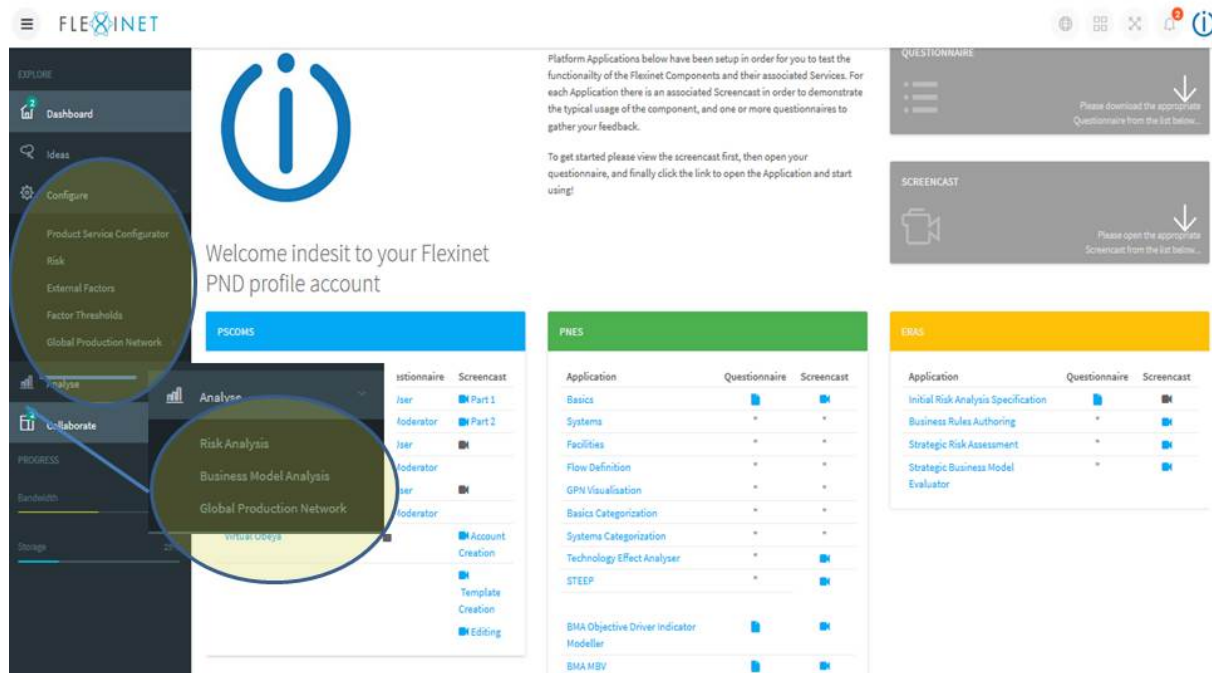 FLEXINET
2
EXPLORE
2
Dashboard
Ideas
Configure
Product Service Configurator
Risk
External Factors
Factor Thresholds
Global Production Network
Analyse
Collaborate
PROGRESS
Bandwidth
Storage
Analyse
Risk Analysis
Business Model Analysis
Global Production Network
Welcome indesit to your Flexinet
PND profile account
Platform Applications below have been setup in order for you to test the
functionailty of the Flexinet Components and their associated Services. For
each Application there is an associated Screencast in order to demonstrate
the typical usage of the component, and one or more questionnaires to
gather your feedback.
To get started please view the screencast first, then open your
questionnaire, and finally click the link to open the Application and start
using!
QUESTIONNAIRE
Please download the appropriate
Questionnaire from the list below...
SCREENCAST
Please open the appropriate
Screencast from the list below...
PSCOMS
Screencast
Part 1
Part 2
Virtual Obeya
Account
Creation
Template
Creation
Editing
PNES
Application Questionnaire Screencast
Basics
Systems " "
Facilities " "
Flow Definition " "
GPN Visualisation " "
Basics Categorization " "
Systems Categorization " "
Technology Effect Analyser "
STEEP "
BMA Objective Driver Indicator
Modeller
BMA MBV
ERAS
Application Questionnaire Screencast
Initial Risk Analysis Specification
Business Rules Authoring "
Strategic Risk Assessment "
Strategic Business Model "
Evaluator